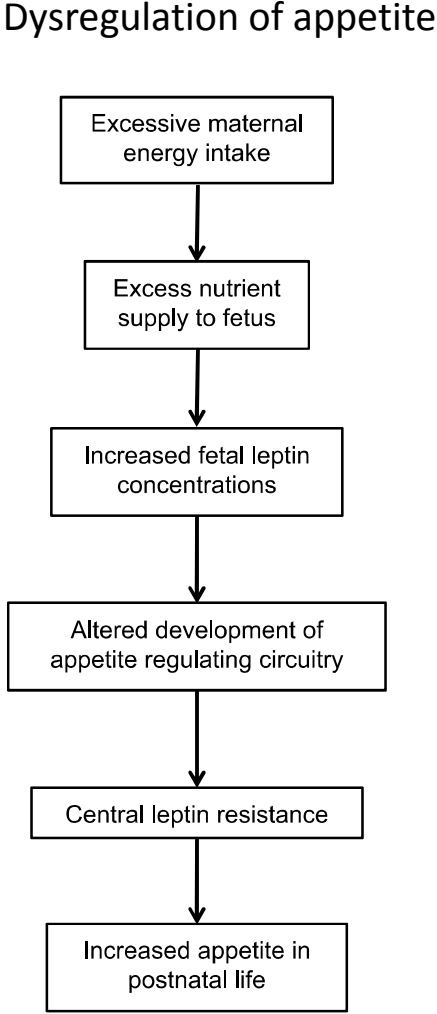 Dysregulation of appetite
Excessive maternal
energy intake
Excess nutrient
supply to fetus
Increased fetal leptin
concentrations
Altered development of
appetite regulating circuitry
Central leptin resistance
Increased appetite in
postnatal life